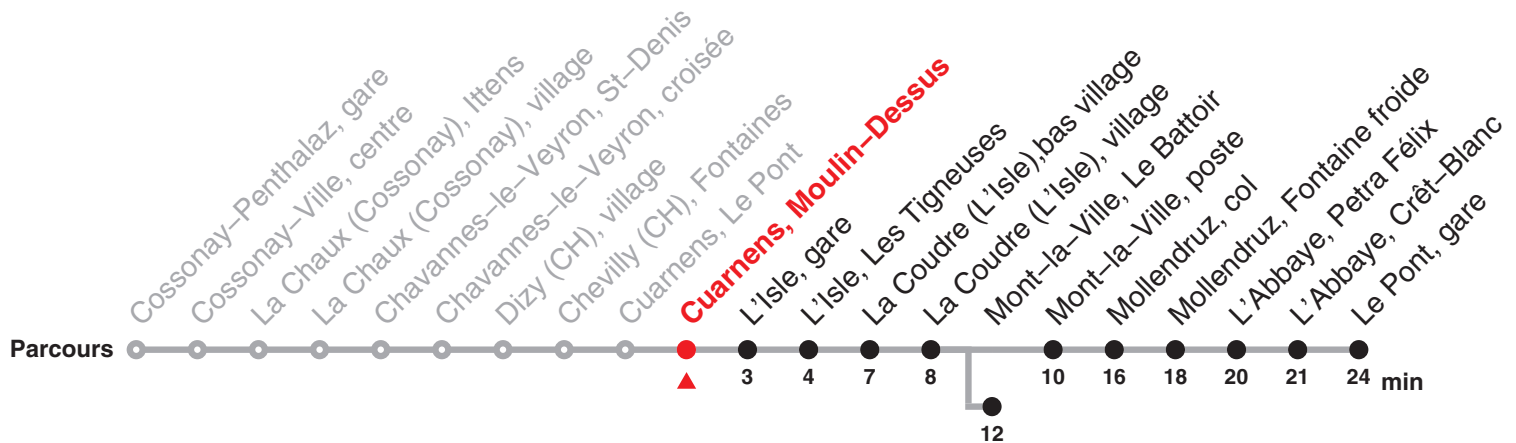 Cossonay–Penthalaz, gare
Cossonay–Ville, centre
La Chaux (Cossonay), Ittens
La Chaux (Cossonay), village
Chavannes–le–Veyron, St–Denis
Chavannes–le–Veyron, croisée
Dizy (CH), village
Chevilly (CH), Fontaines
Cuarnens, Le Pont
Cuarnens, Moulin–Dessus
L'Isle, gare
L'Isle, Les Tigneuses
La Coudre (L'Isle),bas village
La Coudre (L'Isle), village
Mont–la–Ville, Le Battoir
Mont–la–Ville, poste
Mollendruz, col
Mollendruz, Fontaine froide
L'Abbaye, Petra Félix
L'Abbaye, Crêt–Blanc
Le Pont, gare
Parcours
3 4 7 8 10 16 18 20 21 24 min
12